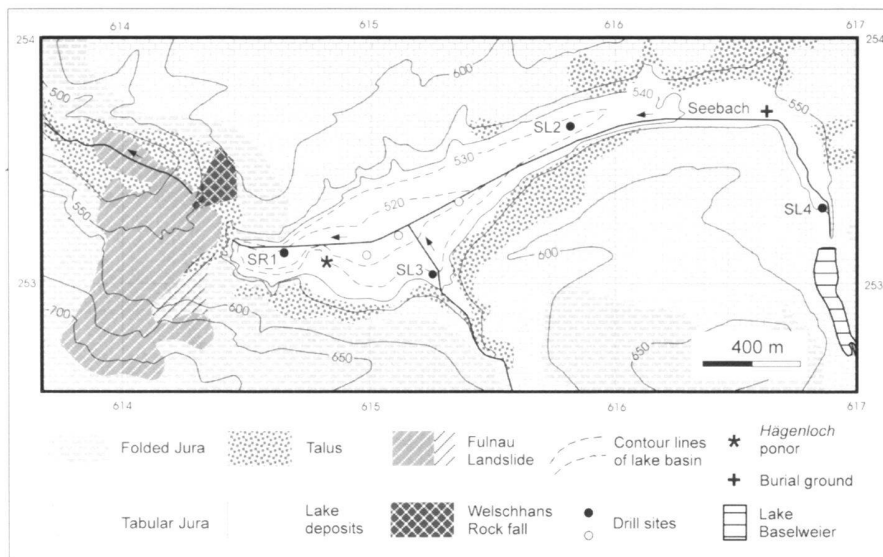 614 615 616 617
254 254
600
500
540
550
Seebach
SL2
530
550
520
SL4
SR1
SL3
253 253
600
600
700
650
650
400 m
614 615 616 617
Folded Jura
Talus
Fulnau
Landslide
Contour lines
of lake basin
Hägenloch
ponor
Burial ground
Tabular Jura
Lake
deposits
Welschhans
Rock fall
Drill sites
Lake
Baselweier